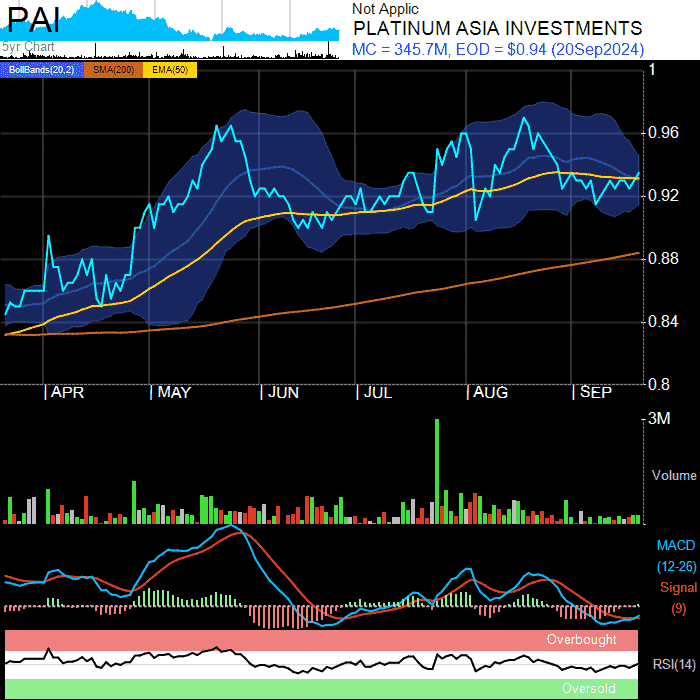 PAI
5yr Chart
Not Applic
PLATINUM ASIA INVESTMENTS
MC = 345.7M, EOD = $0.94 (20Sep2024)
BollBands(20,2) SMA(200) EMA(50)
1
0.96
0.92
0.88
0.84
0.8
APR MAY JUN JUL AUG SEP
3M
Volume
MACD
(12-26)
Signal
(9)
Overbought
RSI(14)
Oversold